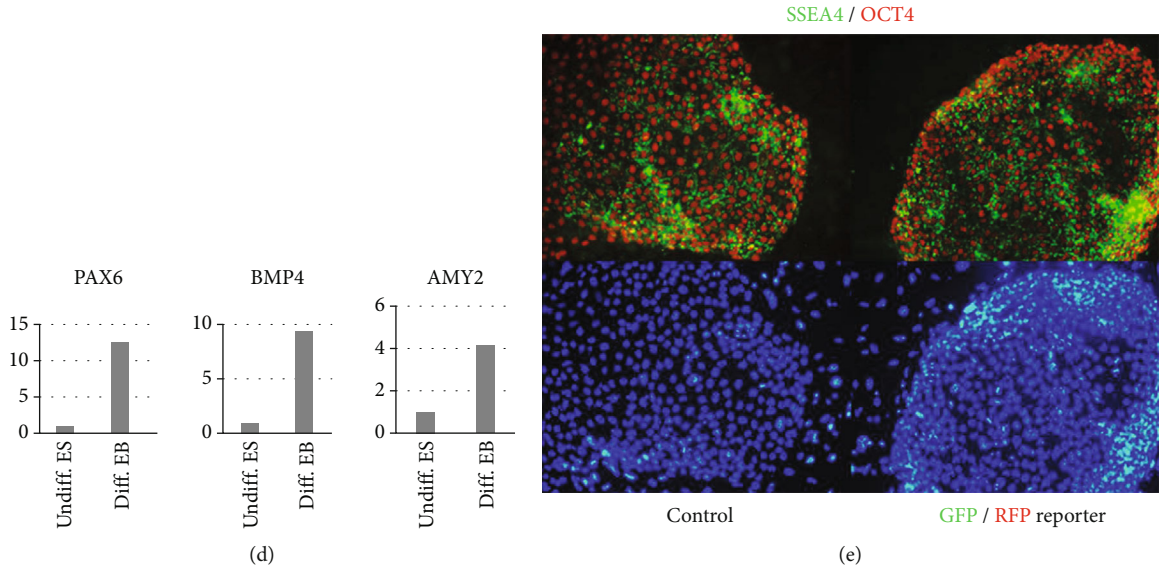 SSEA4 / OCT4
PAX6
15
10
5
0
Undiff. ES
Diff. EB
BMP4
10
5
0
Undiff. ES
Diff. EB
AMY2
6
4
2
0
Undiff. ES
Diff. EB
Control
GFP / RFP reporter
(d)
(e)